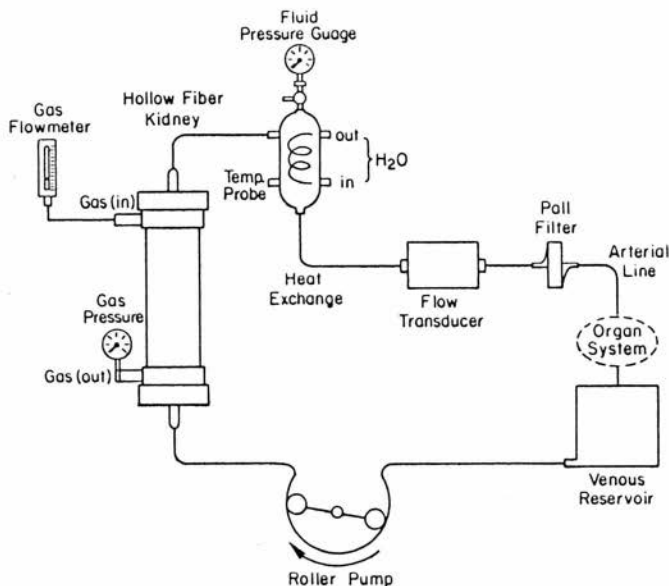 Fluid
Pressure Guage
Hollow Fiber
Kidney
Gas
Flowmeter
Gas (in)
out
H₂O
in
Temp.
Probe
Pall
Filter
Arterial
Line
Heat
Exchange
Flow
Transducer
Gas
Pressure
Gas (out)
Organ
System
Venous
Reservoir
Roller Pump